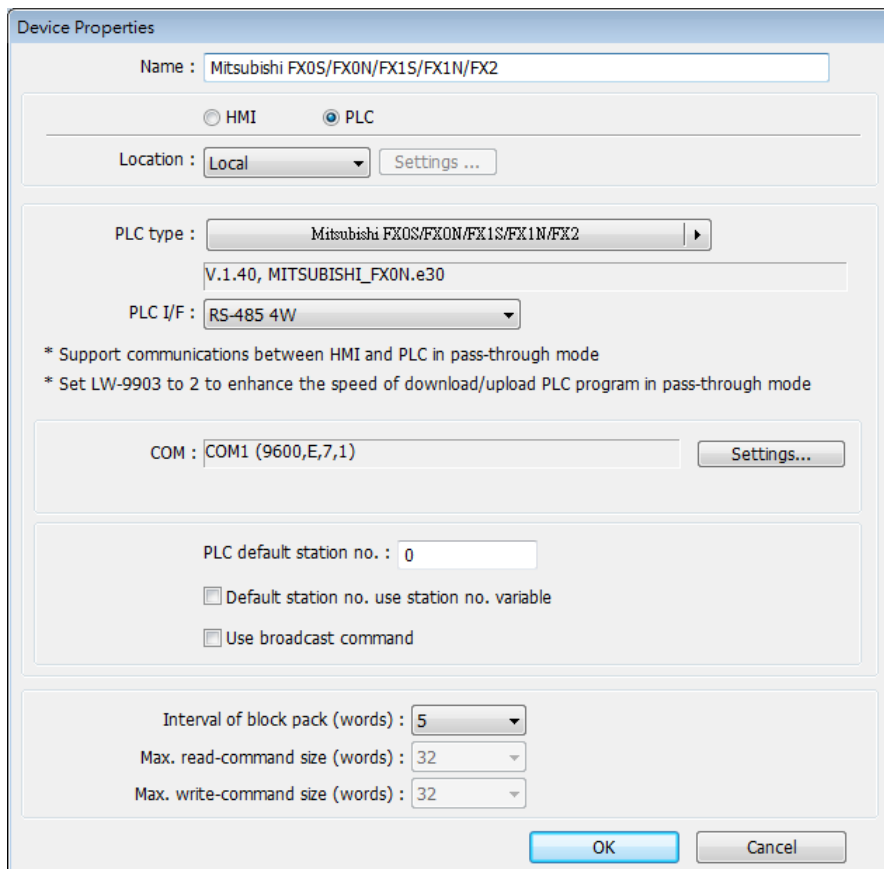 Device Properties
Name : Mitsubishi FX0S/FX0N/FX1S/FX1N/FX2
HMI PLC
Location : Local Settings ...
PLC type : Mitsubishi FX0S/FX0N/FX1S/FX1N/FX2
V.1.40, MITSUBISHI_FX0N.e30
PLC I/F : RS-485 4W
* Support communications between HMI and PLC in pass-through mode
* Set LW-9903 to 2 to enhance the speed of download/upload PLC program in pass-through mode
COM : COM1 (9600,E,7,1) Settings...
PLC default station no. : 0
Default station no. use station no. variable
Use broadcast command
Interval of block pack (words) : 5
Max. read-command size (words) : 32
Max. write-command size (words) : 32
OK Cancel